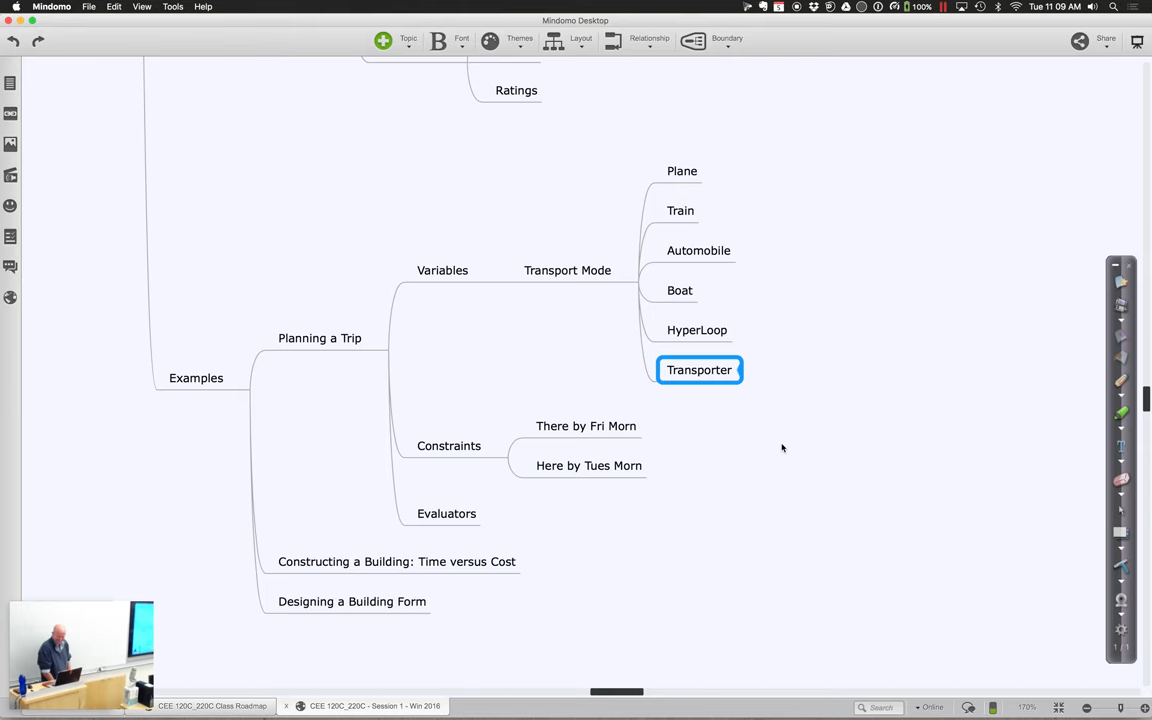 Mindomo File Edit View Tools Help
100% Tue 11 09 AM
Mindomo Desktop
Topic Font Themes Layout Relationship Boundary Share
Ratings
Plane
Train
Automobile
Variables Transport Mode Boat
HyperLoop
Planning a Trip
Transporter
Examples
There by Fri Morn
Constraints
Here by Tues Morn
Evaluators
Constructing a Building: Time versus Cost
Designing a Building Form
1 / 1
CEE 120C_220C Class Roadmap × CEE 120C_220C - Session 1 - Win 2016 Search Online 170%